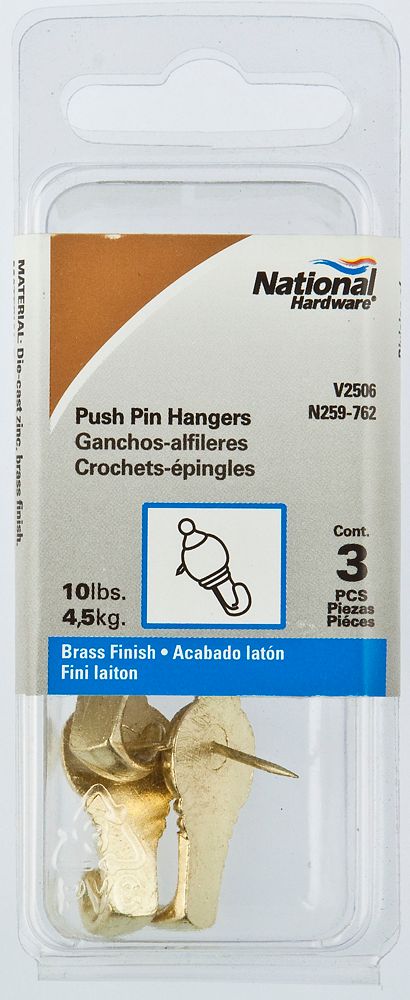 National
Hardware®
V2506
N259-762
Push Pin Hangers
Ganchos-alfileres
Crochets-épingles
Cont.
3
PCS
Piezas
Piéces
10lbs.
4,5kg.
Brass Finish • Acabado latón
Fini laiton
MATERIAL: Die-cast zinc, brass finish.